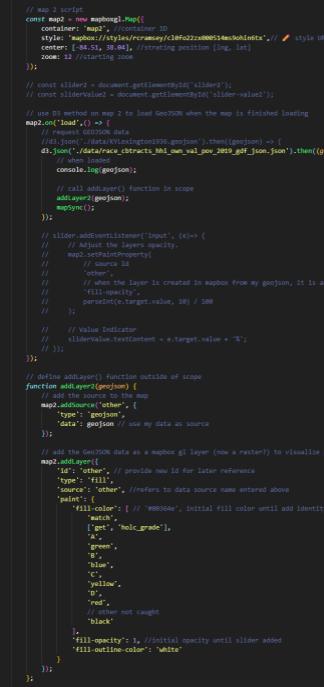 // map 2 script
const map2 = new mapboxgl.Map({
container: 'map2', //container ID
style: 'mapbox://styles/rcramsey/ // style
center: [-84.51, 38.04], //strating position [lng, lat]
zoom: 12 //starting zoom
});
// const slider2 = document.getElementById('slider2');
// const sliderValue2 = document.getElementById('slider-value2');
// use D3 method on map 2 to load GeoJSON when the map is finished loading
map2.on('load',() => {
// request GEOJSON data
//d3.json('./data/KYLexington1936.geojson').then((geojson) => {
d3.json('./data/race_cbtracts_hhi_own_val_pov_2019_gdf_json.json').then((g
// when loaded
console.log(geojson);
// call addLayer() function in scope
addLayer2(geojson);
mapSync();
});
// slider.addEventListener('input', (e)=> {
// // Adjust the layers opacity.
// map2.setPaintProperty(
// // source id
// 'other',
// // when the layer is created in mapbox from my geojson, it is a
// 'fill-opacity',
// parseInt(e.target.value, 10) / 100
// );
// // Value indicator
// sliderValue.textContent = e.target.value + '%';
// });
});
// define addLayer() function outside of scope
function addLayer2(geojson) {
// add the source to the map
map2.addSource('other', {
'type': 'geojson',
'data': geojson // use my data as source
});
// add the GeoJSON data as a mapbox gl layer (now a raster?) to visualize
map2.addLayer({
'id': 'other', // provide new id for later reference
'type': 'fill',
'source': 'other', //refers to data source name entered above
'paint': {
'fill-color': [ // initial fill color until add identit
'match',
['get', 'holc_grade'],
'A',
'green',
'B',
'blue',
'C',
'yellow',
'D',
'red',
// other not caught
'black'
],
'fill-opacity': 1, //initial opacity until slider added
'fill-outline-color': 'white'
}
});
};